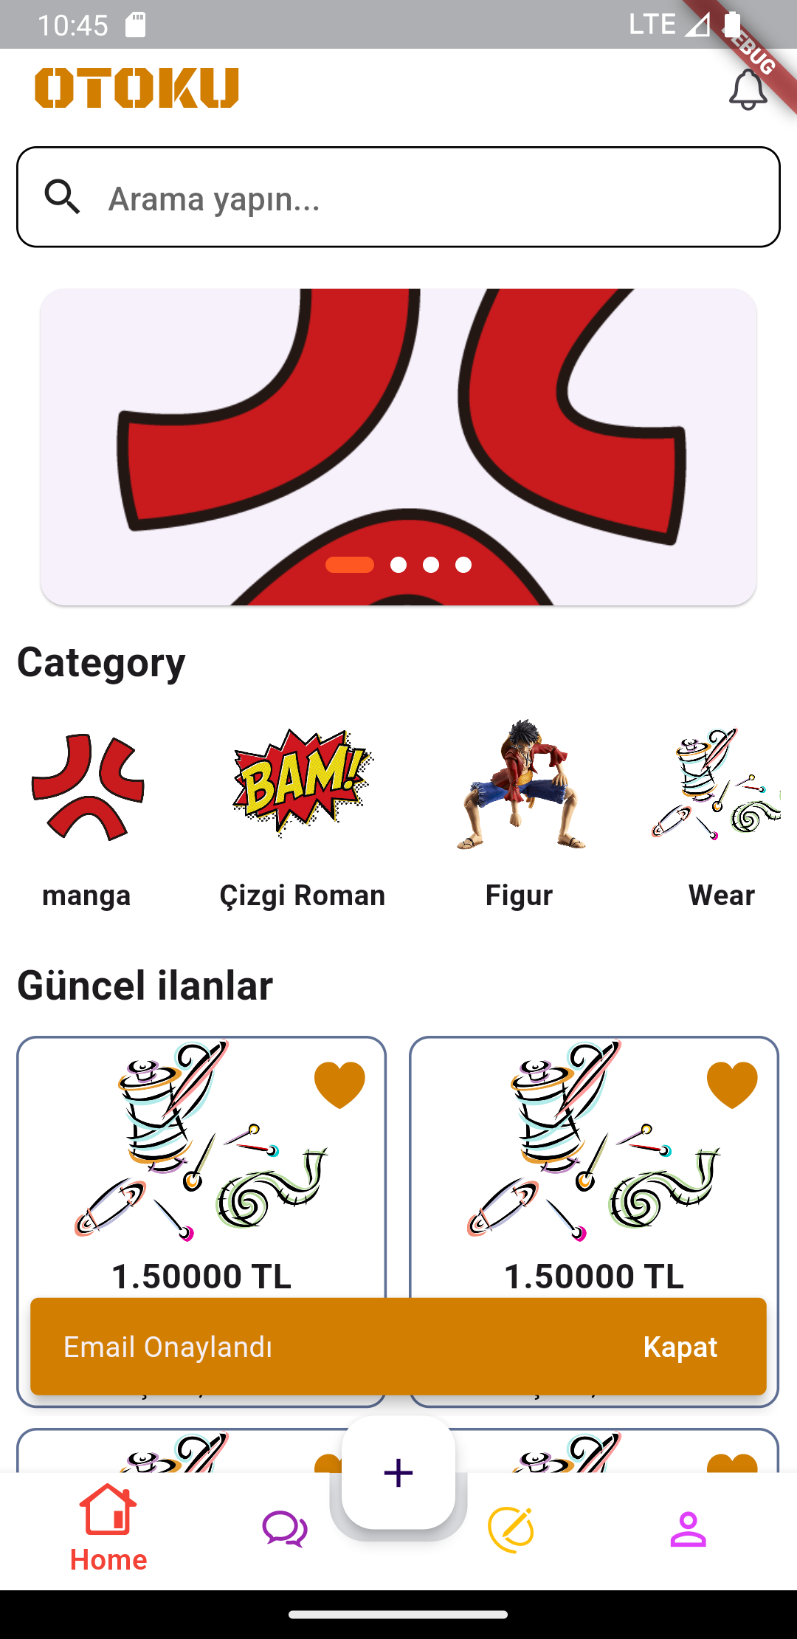 10:45
LTE
DEBUG
OTOKU
Arama yapın...
Category
BAM!
manga
Çizgi Roman
Figur
Wear
Güncel ilanlar
1.50000 TL
1.50000 TL
Email Onaylandı
Kapat
Home